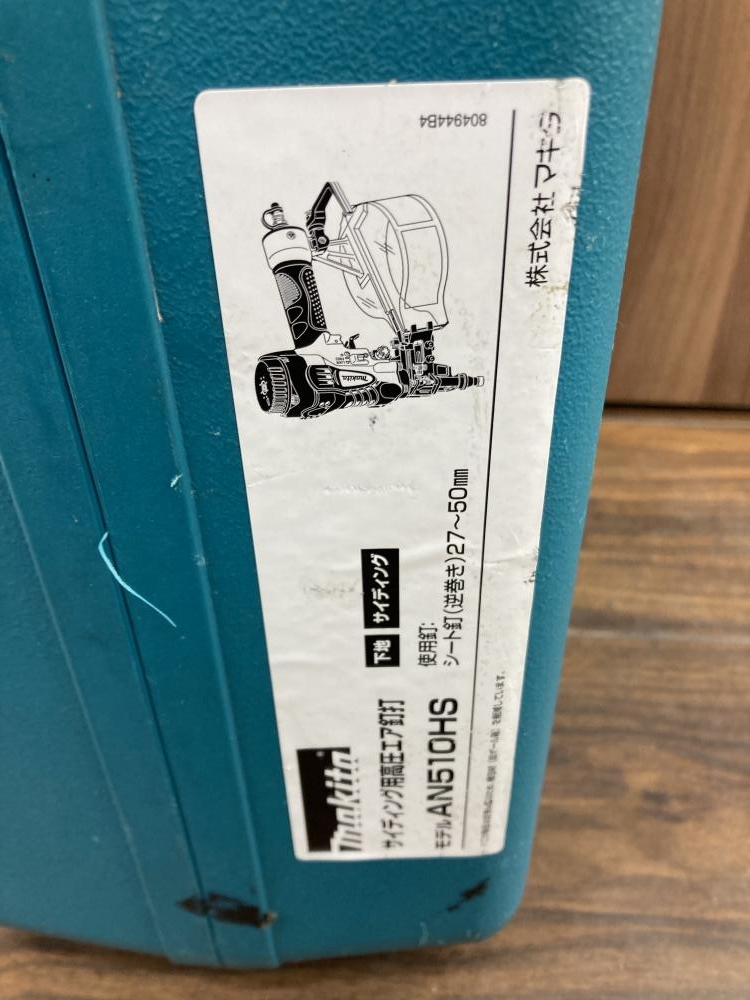 makita
サイディング用高圧エア釘打
モデル AN510HS
下地 サイディング
使用釘:
シート釘(逆巻き)27～50mm
makita
株式会社 マキタ
804944B4